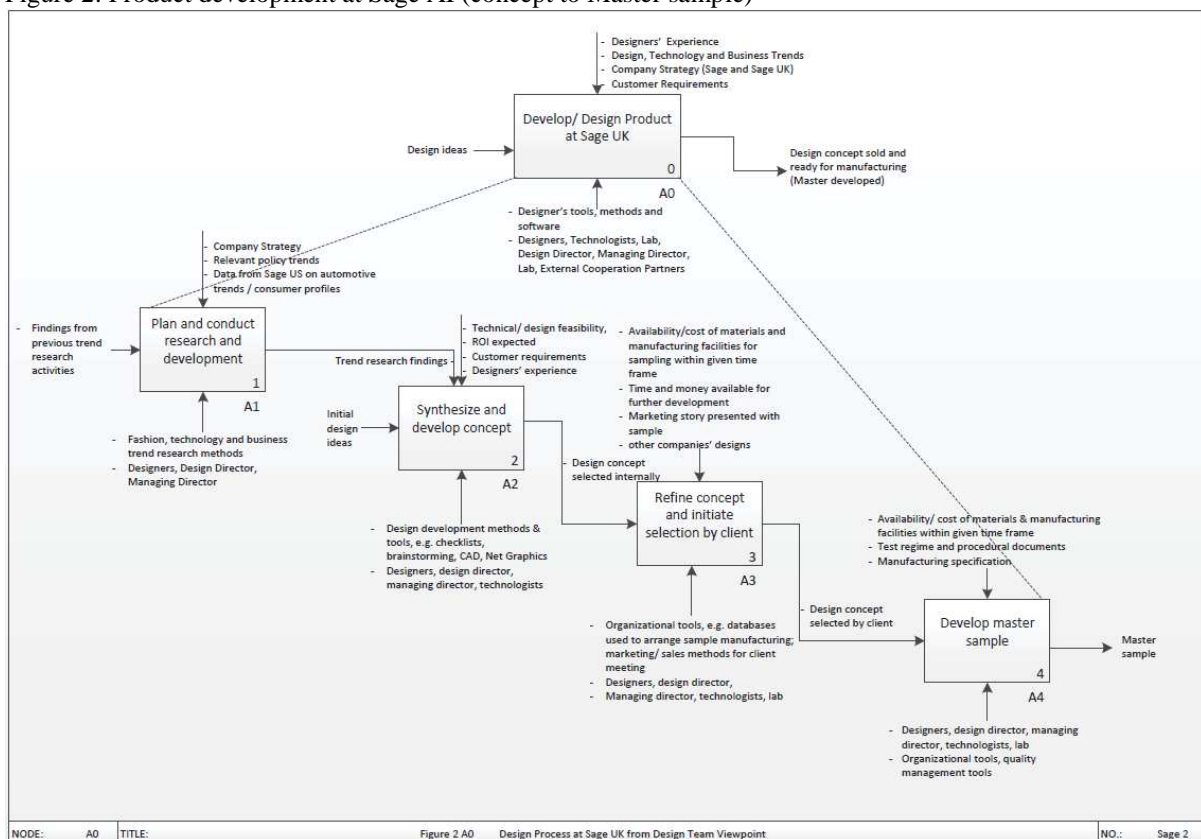 Figure 2: Product development at Sage AI (concept to Master sample)
- Designers' Experience
- Design, Technology and Business Trends
- Company Strategy (Sage and Sage UK)
- Customer Requirements
Develop/ Design Product
at Sage UK
0
A0
Design ideas
Design concept sold and
ready for manufacturing
(Master developed)
- Designer's tools, methods and
software
- Designers, Technologists, Lab,
Design Director, Managing Director,
Lab, External Cooperation Partners
- Company Strategy
- Relevant policy trends
- Data from Sage US on automotive
trends / consumer profiles
- Findings from
previous trend
research
activities
Plan and conduct
research and
development
1
A1
- Fashion, technology and business
trend research methods
- Designers, Design Director,
Managing Director
Trend research findings -
- Technical/ design feasibility,
- ROI expected
- Customer requirements
- Designers' experience
Initial
design
ideas
Synthesize and
develop concept
2
A2
- Design development methods &
tools, e.g. checklists,
brainstorming, CAD, Net Graphics
- Designers, design director,
managing director, technologists
- Design concept
selected internally
- Availability/cost of materials and
manufacturing facilities for
sampling within given time
frame
- Time and money available for
further development
- Marketing story presented with
sample
- other companies' designs
Refine concept
and initiate
selection by client
3
A3
- Organizational tools, e.g. databases
used to arrange sample manufacturing;
marketing/ sales methods for client
meeting
- Designers, design director,
- Managing director, technologists, lab
- Design concept
selected by client
- Availability/ cost of materials & manufacturing
facilities within given time frame
- Test regime and procedural documents
- Manufacturing specification
Develop master
sample
4
A4
Master
sample
- Designers, design director, managing
director, technologists, lab
- Organizational tools, quality
management tools
NODE: A0 TITLE: Figure 2 A0 Design Process at Sage UK from Design Team Viewpoint NO.: Sage 2